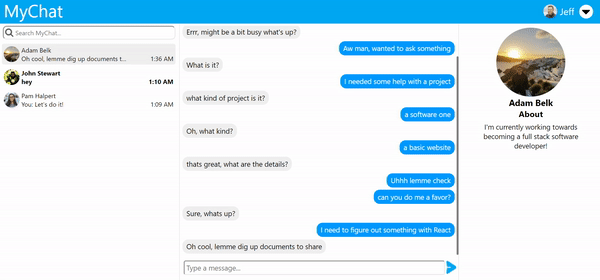 MyChat
Jeff
Search MyChat...
Adam Belk
Oh cool, lemme dig up documents t... 1:36 AM
John Stewart
hey 1:10 AM
Pam Halpert
You: Let's do it! 1:09 AM
Errr, might be a bit busy what's up?
Aw man, wanted to ask something
What is it?
I needed some help with a project
what kind of project is it?
a software one
Oh, what kind?
a basic website
thats great, what are the details?
Uhhh lemme check
can you do me a favor?
Sure, whats up?
I need to figure out something with React
Oh cool, lemme dig up documents to share
Type a message...
Adam Belk
About
I'm currently working towards
becoming a full stack software
developer!